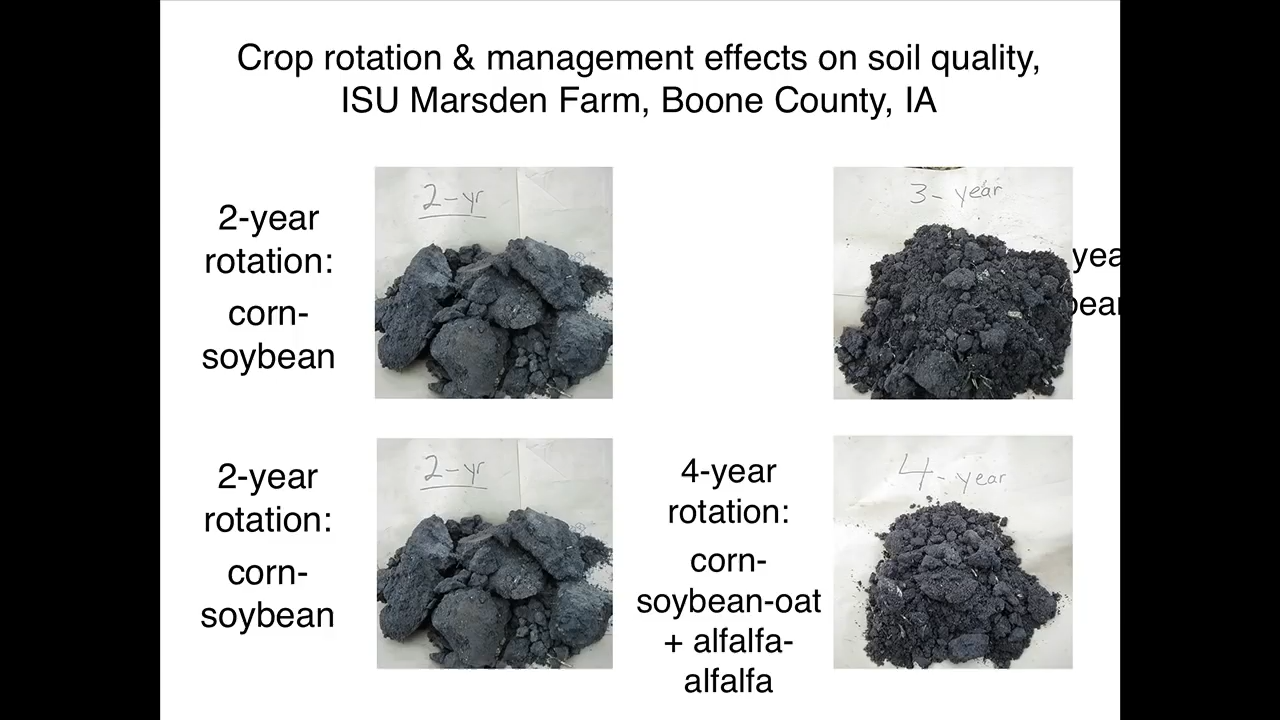 Crop rotation & management effects on soil quality,
ISU Marsden Farm, Boone County, IA
2-year
rotation:
corn-
soybean
2-yr
3- year
yea
bear
2-year
rotation:
corn-
soybean
2-yr
4-year
rotation:
corn-
soybean-oat
+ alfalfa-
alfalfa
4- year